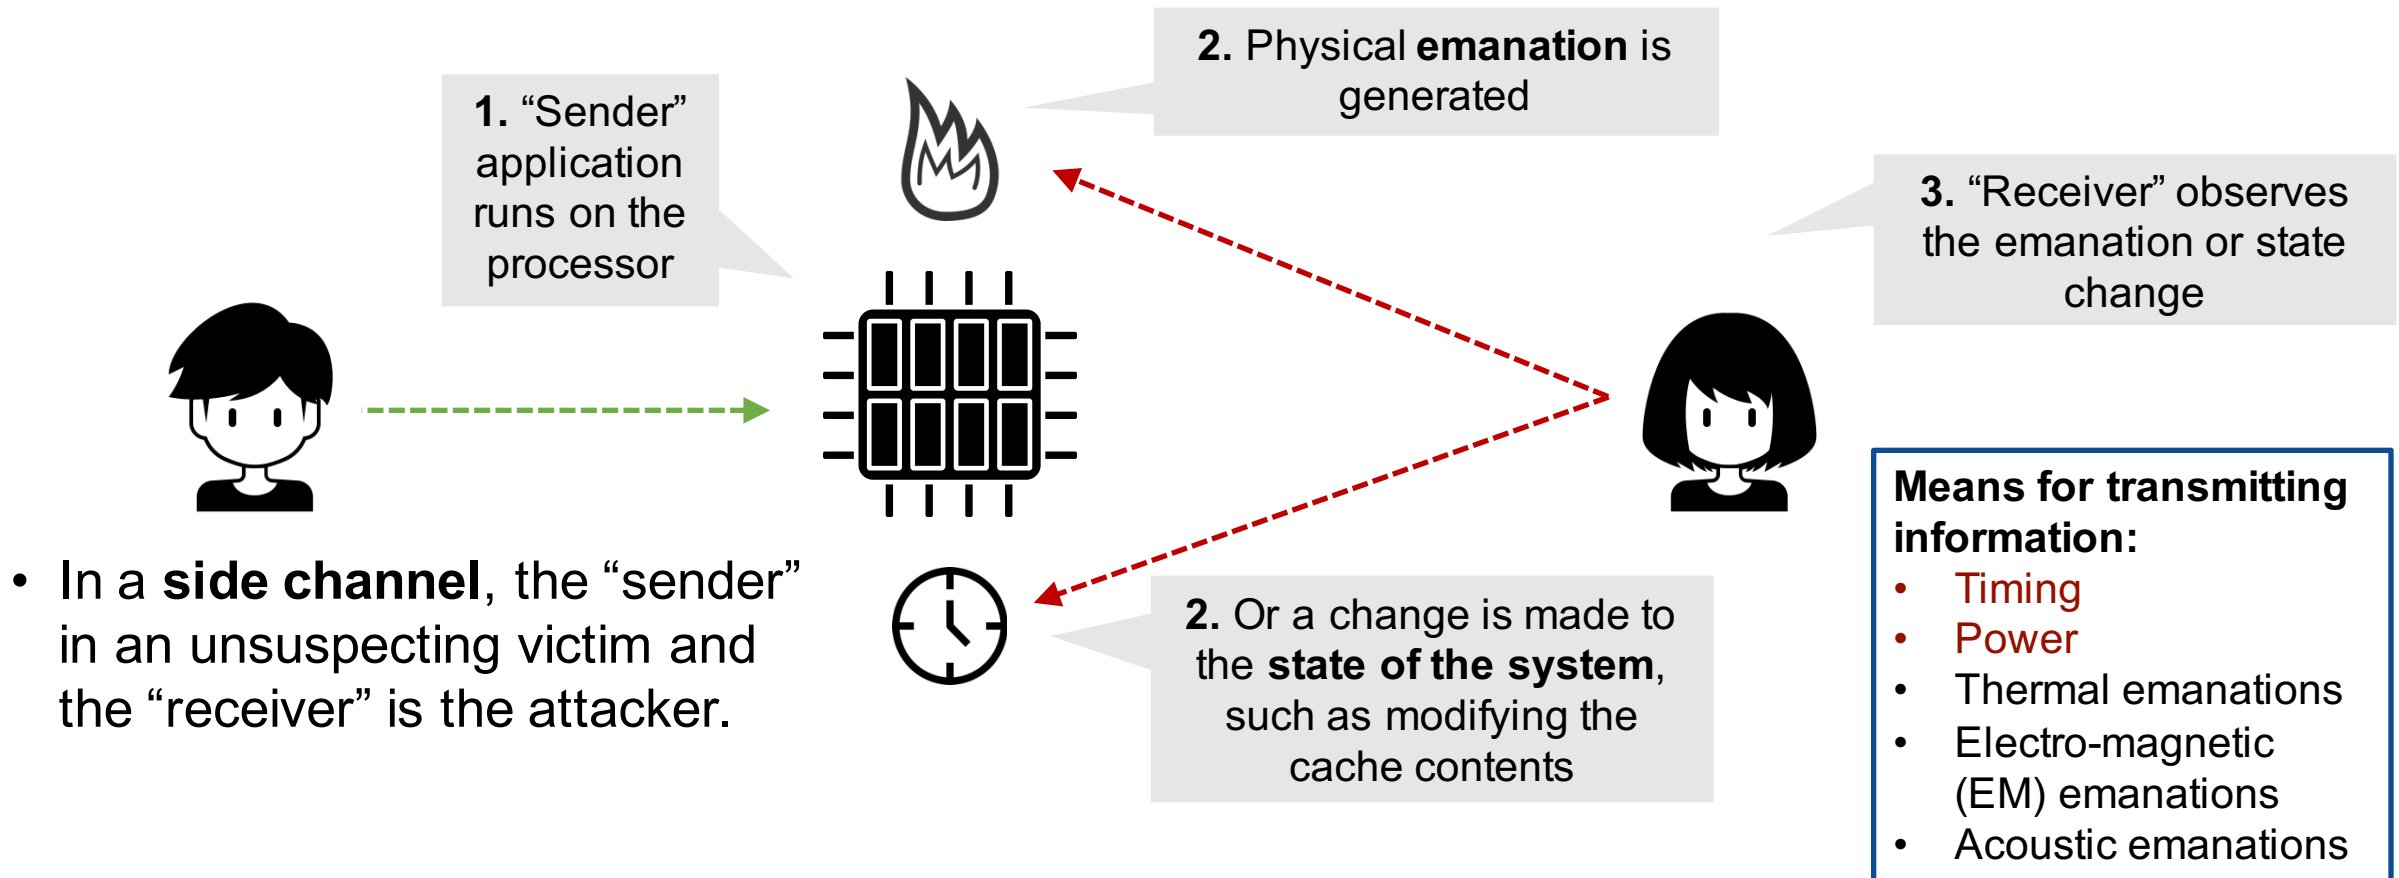 1. “Sender”
application
runs on the
processor
2. Physical emanation is
generated
3. “Receiver” observes
the emanation or state
change
• In a side channel, the “sender”
in an unsuspecting victim and
the “receiver” is the attacker.
2. Or a change is made to
the state of the system,
such as modifying the
cache contents
Means for transmitting
information:
• Timing
• Power
• Thermal emanations
• Electro-magnetic
(EM) emanations
• Acoustic emanations